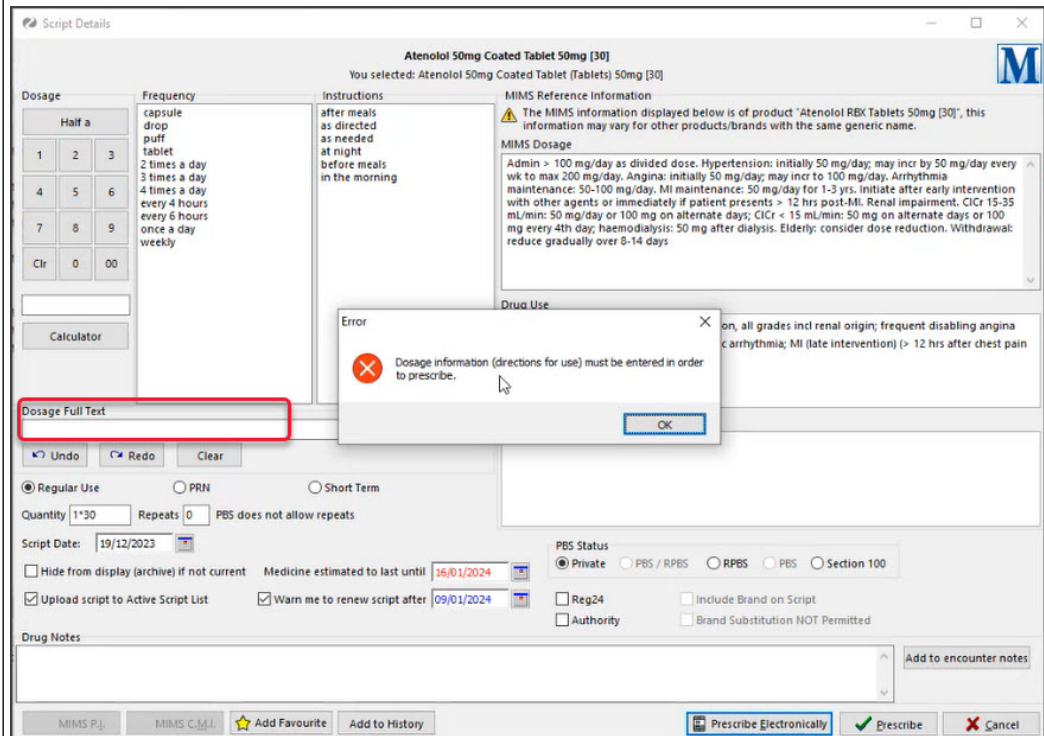 Script Details
Atenolol 50mg Coated Tablet 50mg [30]
You selected: Atenolol 50mg Coated Tablet (Tablets) 50mg [30]
M
Dosage
Half a
1 2 3
4 5 6
7 8 9
Clr 0 00
Calculator
Frequency
capsule
drop
puff
tablet
2 times a day
3 times a day
4 times a day
every 4 hours
every 6 hours
once a day
weekly
Instructions
after meals
as directed
as needed
at night
before meals
in the morning
MIMS Reference Information
The MIMS information displayed below is of product "Atenolol RBX Tablets 50mg [30]", this
information may vary for other products/brands with the same generic name.
MIMS Dosage
Admin > 100 mg/day as divided dose. Hypertension: initially 50 mg/day; may incr by 50 mg/day every
wk to max 200 mg/day. Angina: initially 50 mg/day; may incr to 100 mg/day. Arrhythmia
maintenance: 50-100 mg/day. MI maintenance: 50 mg/day for 1-3 yrs. Initiate after early intervention
with other agents or immediately if patient presents > 12 hrs post-MI. Renal impairment. ClCr 15-35
mL/min: 50 mg/day or 100 mg on alternate days; ClCr < 15 mL/min: 50 mg on alternate days or 100
mg every 4th day; haemodialysis: 50 mg after dialysis. Elderly: consider dose reduction. Withdrawal:
reduce gradually over 8-14 days
Drug Use
on, all grades incl renal origin; frequent disabling angina
c arrhythmia; MI (late intervention) (> 12 hrs after chest pain
Error
Dosage information (directions for use) must be entered in order
to prescribe.
OK
Dosage Full Text
Undo Redo Clear
Regular Use PRN Short Term
Quantity 1*30 Repeats 0 PBS does not allow repeats
Script Date: 19/12/2023
Hide from display (archive) if not current Medicine estimated to last until 16/01/2024
Upload script to Active Script List Warn me to renew script after 09/01/2024
PBS Status
Private PBS / RPBS RPBS PBS Section 100
Reg24 Include Brand on Script
Authority Brand Substitution NOT Permitted
Drug Notes
Add to encounter notes
MIMS P.I. MIMS C.M.I. Add Favourite Add to History Prescribe Electronically Prescribe Cancel